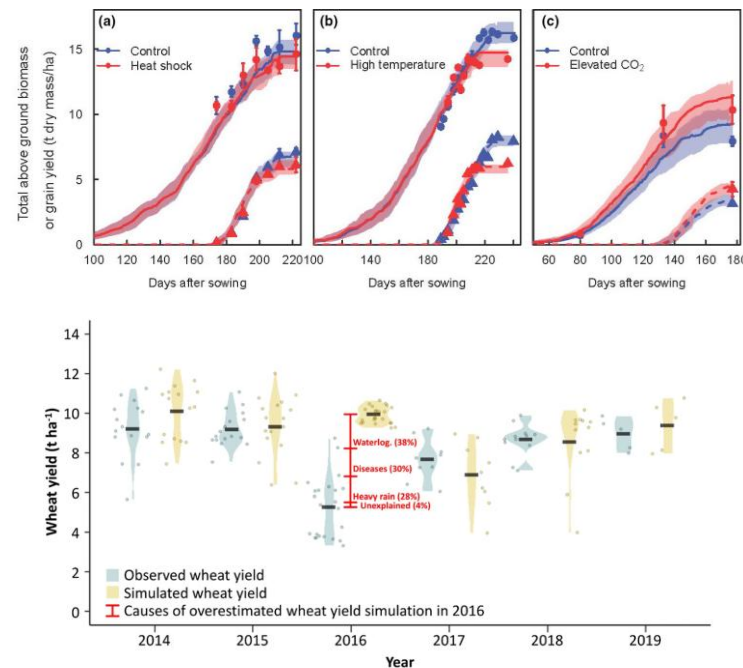 (a)
Control
Heat shock
(b)
Control
High temperature
(c)
Control
Elevated CO₂
Total above ground biomass
or grain yield (t dry mass/ha)
15
10
5
0
100 120 140 160 180 200 220
Days after sowing
100 140 180 220
Days after sowing
60 80 100 120 140 160 180
Days after sowing
Wheat yield (t ha⁻¹)
14
12
10
8
6
4
2
0
Waterlog. (38%)
Diseases (30%)
Heavy rain (28%)
Unexplained (4%)
Observed wheat yield
Simulated wheat yield
Causes of overestimated wheat yield simulation in 2016
2014 2015 2016 2017 2018 2019
Year